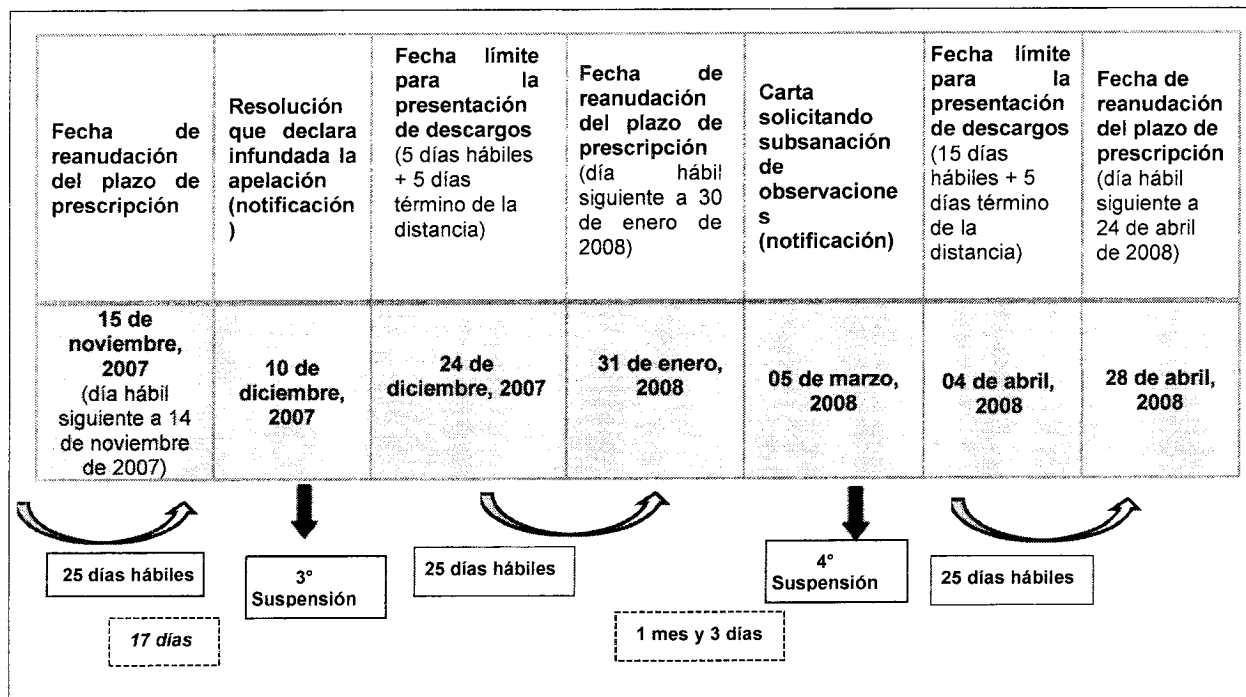 Fecha de
reanudación
del plazo de
prescripción
Resolución
que declara
infundada la
apelación
(notificación
)
Fecha límite
para la
presentación
de descargos
(5 días hábiles
+ 5 días
término de la
distancia)
Fecha de
reanudación
del plazo de
prescripción
(día hábil
siguiente a 30
de enero de
2008)
Carta
solicitando
subsanación
de
observacione
s
(notificación)
Fecha límite
para la
presentación
de descargos
(15 días
hábiles + 5
días término
de la
distancia)
Fecha de
reanudación
del plazo de
prescripción
(día hábil
siguiente a
24 de abril
de 2008)
15 de
noviembre,
2007
(día hábil
siguiente a 14
de noviembre
de 2007)
10 de
diciembre,
2007
24 de
diciembre, 2007
31 de enero,
2008
05 de marzo,
2008
04 de abril,
2008
28 de abril,
2008
25 días hábiles
3°
Suspensión
25 días hábiles
4°
Suspensión
25 días hábiles
17 días
1 mes y 3 días